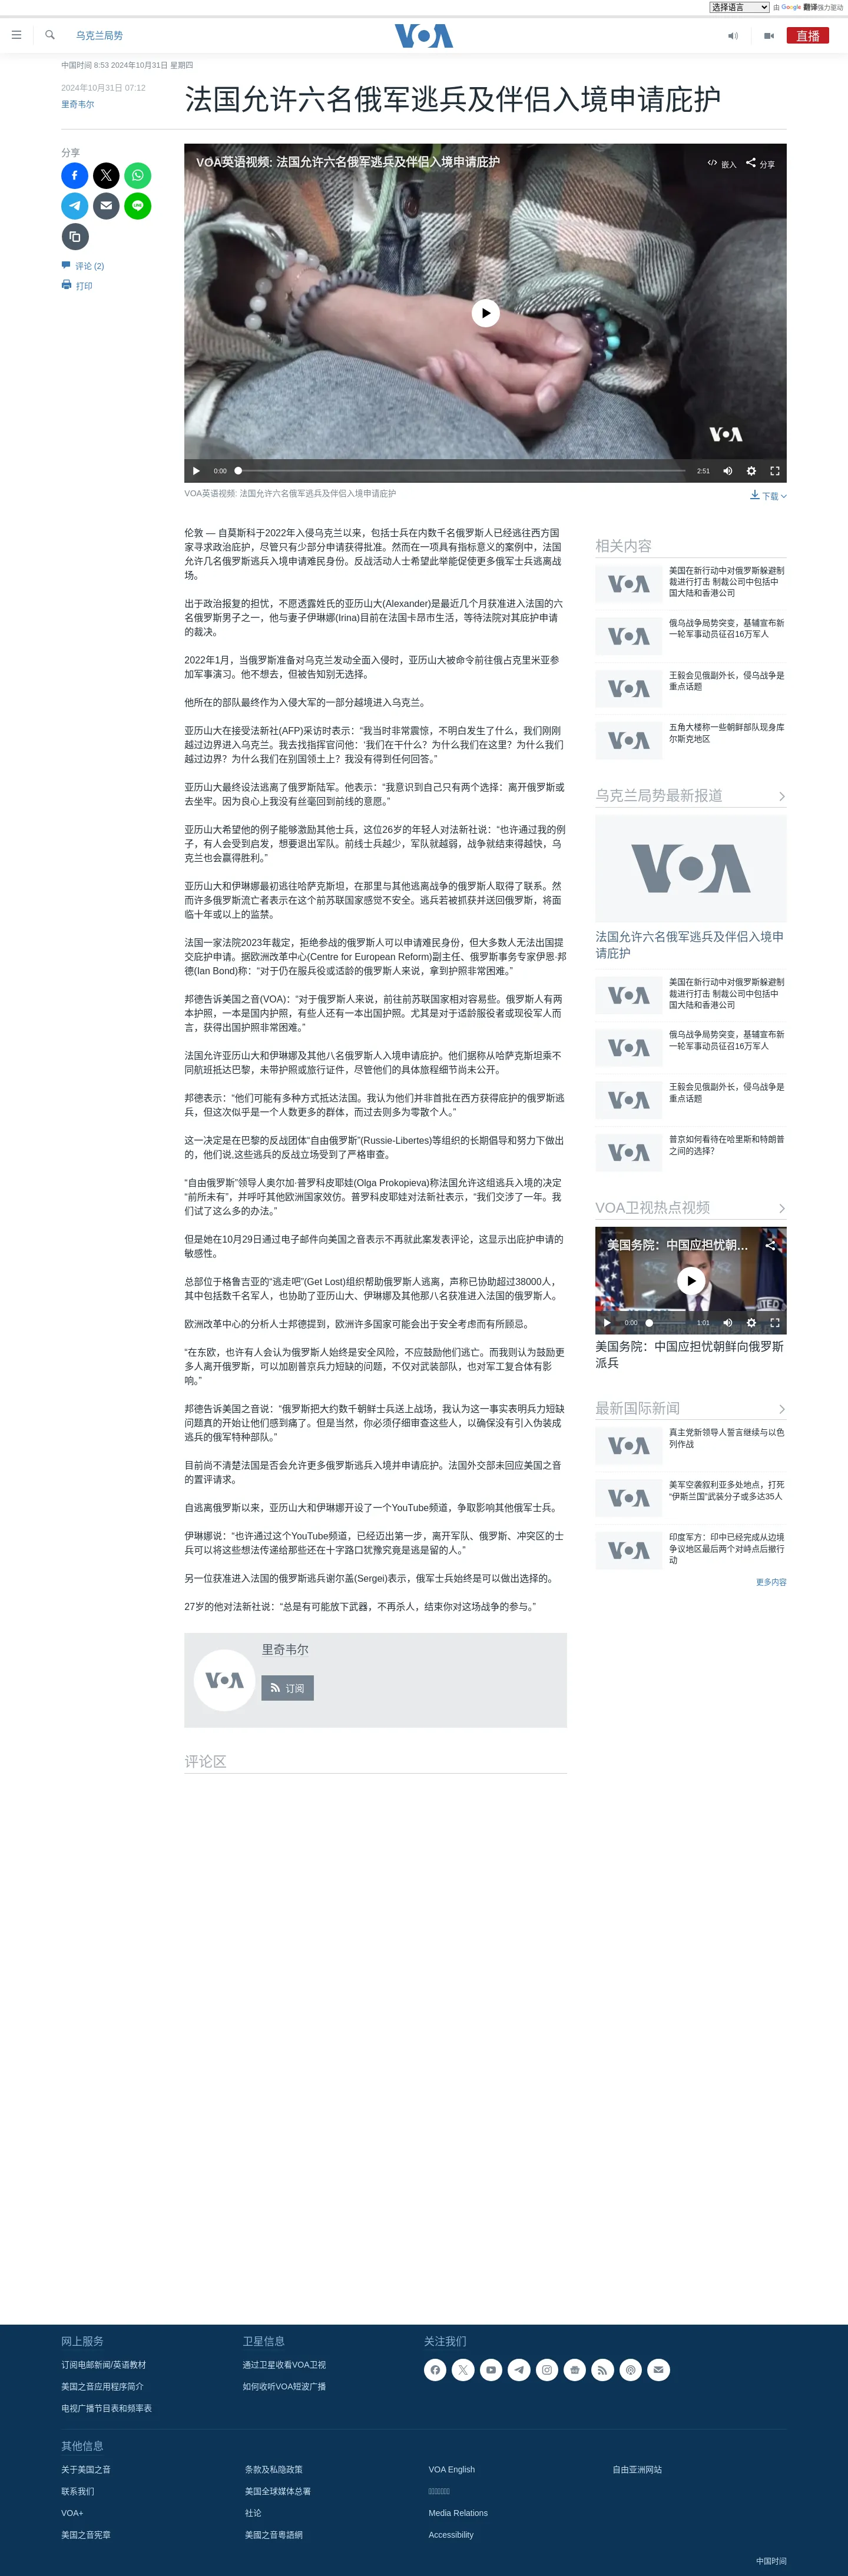 选择语言 由 Google 翻译强力驱动
乌克兰局势
VOA
直播
中国时间 8:53 2024年10月31日 星期四
2024年10月31日 07:12
里奇韦尔
法国允许六名俄军逃兵及伴侣入境申请庇护
分享
评论 (2)
打印
VOA英语视频: 法国允许六名俄军逃兵及伴侣入境申请庇护
嵌入 分享
VOA
0:00 2:51
VOA英语视频: 法国允许六名俄军逃兵及伴侣入境申请庇护
下载
伦敦 — 自莫斯科于2022年入侵乌克兰以来，包括士兵在内数千名俄罗斯人已经逃往西方国
家寻求政治庇护，尽管只有少部分申请获得批准。然而在一项具有指标意义的案例中，法国
允许几名俄罗斯逃兵入境申请难民身份。反战活动人士希望此举能促使更多俄军士兵逃离战
场。
出于政治报复的担忧，不愿透露姓氏的亚历山大(Alexander)是最近几个月获准进入法国的六
名俄罗斯男子之一，他与妻子伊琳娜(Irina)目前在法国卡昂市生活，等待法院对其庇护申请
的裁决。
2022年1月，当俄罗斯准备对乌克兰发动全面入侵时，亚历山大被命令前往俄占克里米亚参
加军事演习。他不想去，但被告知别无选择。
他所在的部队最终作为入侵大军的一部分越境进入乌克兰。
亚历山大在接受法新社(AFP)采访时表示：“我当时非常震惊，不明白发生了什么，我们刚刚
越过边界进入乌克兰。我去找指挥官问他：‘我们在干什么？为什么我们在这里？为什么我们
越过边界？为什么我们在别国领土上？我没有得到任何回答。”
亚历山大最终设法逃离了俄罗斯陆军。他表示：“我意识到自己只有两个选择：离开俄罗斯或
去坐牢。因为良心上我没有丝毫回到前线的意愿。”
亚历山大希望他的例子能够激励其他士兵，这位26岁的年轻人对法新社说：“也许通过我的例
子，有人会受到启发，想要退出军队。前线士兵越少，军队就越弱，战争就结束得越快，乌
克兰也会赢得胜利。”
亚历山大和伊琳娜最初逃往哈萨克斯坦，在那里与其他逃离战争的俄罗斯人取得了联系。然
而许多俄罗斯流亡者表示在这个前苏联国家感觉不安全。逃兵若被抓获并送回俄罗斯，将面
临十年或以上的监禁。
法国一家法院2023年裁定，拒绝参战的俄罗斯人可以申请难民身份，但大多数人无法出国提
交庇护申请。据欧洲改革中心(Centre for European Reform)副主任、俄罗斯事务专家伊恩·邦
德(Ian Bond)称：“对于仍在服兵役或适龄的俄罗斯人来说，拿到护照非常困难。”
邦德告诉美国之音(VOA)：“对于俄罗斯人来说，前往前苏联国家相对容易些。俄罗斯人有两
本护照，一本是国内护照，有些人还有一本出国护照。尤其是对于适龄服役者或现役军人而
言，获得出国护照非常困难。”
法国允许亚历山大和伊琳娜及其他八名俄罗斯人入境申请庇护。他们据称从哈萨克斯坦乘不
同航班抵达巴黎，未带护照或旅行证件，尽管他们的具体旅程细节尚未公开。
邦德表示：“他们可能有多种方式抵达法国。我认为他们并非首批在西方获得庇护的俄罗斯逃
兵，但这次似乎是一个人数更多的群体，而过去则多为零散个人。”
这一决定是在巴黎的反战团体“自由俄罗斯”(Russie-Libertes)等组织的长期倡导和努力下做出
的，他们说,这些逃兵的反战立场受到了严格审查。
“自由俄罗斯”领导人奥尔加·普罗科皮耶娃(Olga Prokopieva)称法国允许这组逃兵入境的决定
“前所未有”，并呼吁其他欧洲国家效仿。普罗科皮耶娃对法新社表示，“我们交涉了一年。我
们试了这么多的办法。”
但是她在10月29日通过电子邮件向美国之音表示不再就此案发表评论，这显示出庇护申请的
敏感性。
总部位于格鲁吉亚的“逃走吧”(Get Lost)组织帮助俄罗斯人逃离，声称已协助超过38000人，
其中包括数千名军人，也协助了亚历山大、伊琳娜及其他那八名获准进入法国的俄罗斯人。
欧洲改革中心的分析人士邦德提到，欧洲许多国家可能会出于安全考虑而有所顾忌。
“在东欧，也许有人会认为俄罗斯人始终是安全风险，不应鼓励他们逃亡。而我则认为鼓励更
多人离开俄罗斯，可以加剧普京兵力短缺的问题，不仅对武装部队，也对军工复合体有影
响。”
邦德告诉美国之音说：“俄罗斯把大约数千朝鲜士兵送上战场，我认为这一事实表明兵力短缺
问题真的开始让他们感到痛了。但是当然，你必须仔细审查这些人，以确保没有引入伪装成
逃兵的俄军特种部队。”
目前尚不清楚法国是否会允许更多俄罗斯逃兵入境并申请庇护。法国外交部未回应美国之音
的置评请求。
自逃离俄罗斯以来，亚历山大和伊琳娜开设了一个YouTube频道，争取影响其他俄军士兵。
伊琳娜说：“也许通过这个YouTube频道，已经迈出第一步，离开军队、俄罗斯、冲突区的士
兵可以将这些想法传递给那些还在十字路口犹豫究竟是逃是留的人。”
另一位获准进入法国的俄罗斯逃兵谢尔盖(Sergei)表示，俄军士兵始终是可以做出选择的。
27岁的他对法新社说：“总是有可能放下武器，不再杀人，结束你对这场战争的参与。”
VOA
里奇韦尔
订阅
评论区
相关内容
VOA
美国在新行动中对俄罗斯躲避制
裁进行打击 制裁公司中包括中
国大陆和香港公司
VOA
俄乌战争局势突变，基辅宣布新
一轮军事动员征召16万军人
VOA
王毅会见俄副外长，侵乌战争是
重点话题
VOA
五角大楼称一些朝鲜部队现身库
尔斯克地区
乌克兰局势最新报道
VOA
法国允许六名俄军逃兵及伴侣入境申
请庇护
VOA
美国在新行动中对俄罗斯躲避制
裁进行打击 制裁公司中包括中
国大陆和香港公司
VOA
俄乌战争局势突变，基辅宣布新
一轮军事动员征召16万军人
VOA
王毅会见俄副外长，侵乌战争是
重点话题
VOA
普京如何看待在哈里斯和特朗普
之间的选择？
VOA卫视热点视频
美国务院：中国应担忧朝...
0:00 1:01
美国务院：中国应担忧朝鲜向俄罗斯
派兵
最新国际新闻
VOA
真主党新领导人誓言继续与以色
列作战
VOA
美军空袭叙利亚多处地点，打死
“伊斯兰国”武装分子或多达35人
VOA
印度军方：印中已经完成从边境
争议地区最后两个对峙点后撤行
动
更多内容
网上服务
订阅电邮新闻/英语教材
美国之音应用程序简介
电视广播节目表和频率表
卫星信息
通过卫星收看VOA卫视
如何收听VOA短波广播
关注我们
其他信息
关于美国之音
联系我们
VOA+
美国之音宪章
条款及私隐政策
美国全球媒体总署
社论
美國之音粵語網
VOA English
Media Relations
Accessibility
自由亚洲网站
中国时间